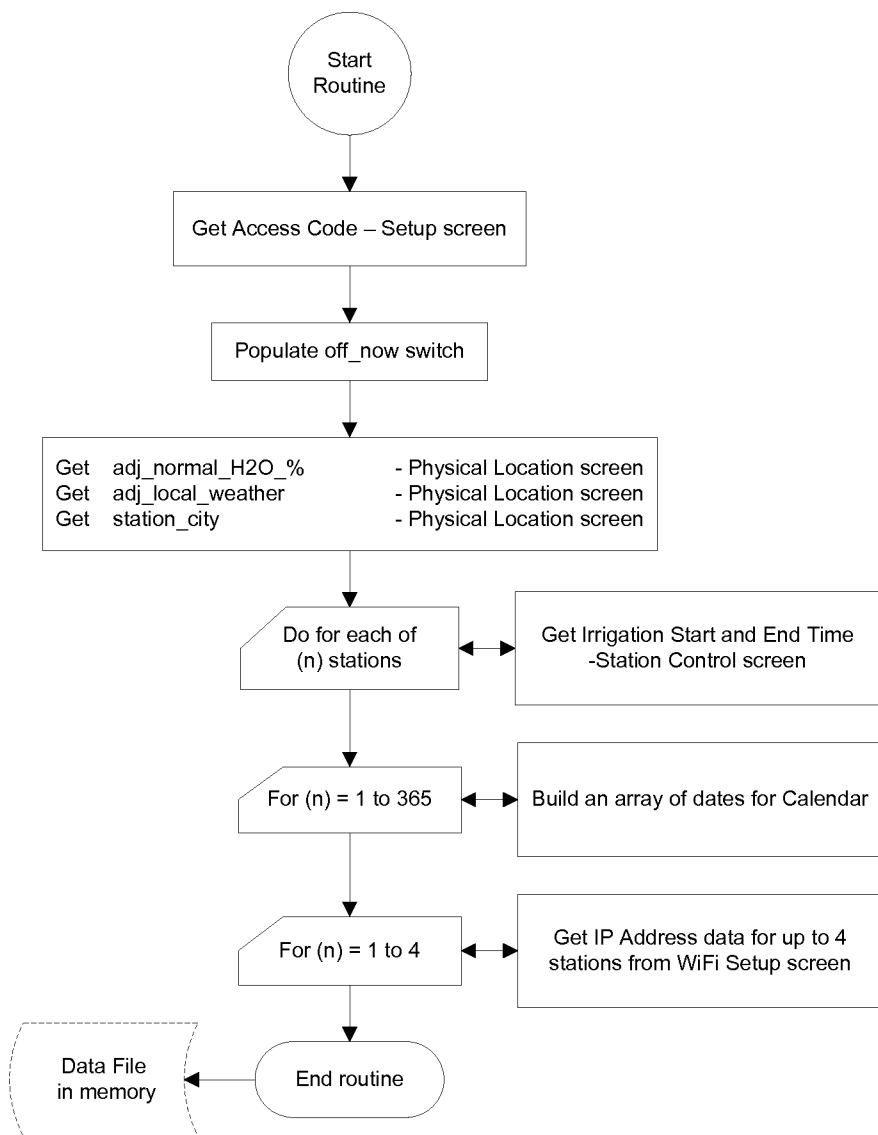 Start
Routine
Get Access Code – Setup screen
Populate off_now switch
Get adj_normal_H2O_% - Physical Location screen
Get adj_local_weather - Physical Location screen
Get station_city - Physical Location screen
Do for each of
(n) stations
Get Irrigation Start and End Time
-Station Control screen
For (n) = 1 to 365
Build an array of dates for Calendar
For (n) = 1 to 4
Get IP Address data for up to 4
stations from WiFi Setup screen
Data File
in memory
End routine